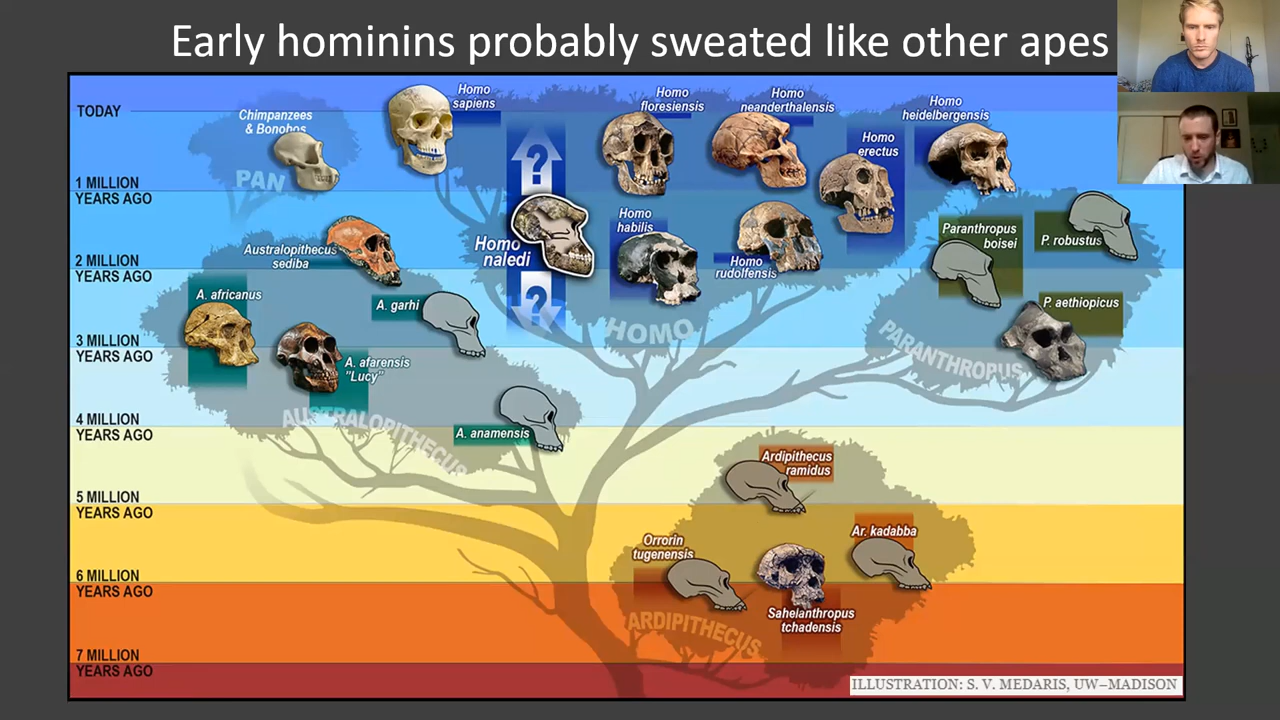 Early hominins probably sweated like other apes
TODAY
Chimpanzees
& Bonobos
PAN
Homo
sapiens
Homo
floresiensis
Homo
neanderthalensis
Homo
heidelbergensis
Homo
erectus
?
1 MILLION
YEARS AGO
Australopithecus
sediba
Homo
naledi
Homo
habilis
Homo
rudolfensis
Paranthropus
boisei
P. robustus
2 MILLION
YEARS AGO
A. africanus
A. garhi
?
HOMO
P. aethiopicus
PARANTHROPUS
3 MILLION
YEARS AGO
A. afarensis
"Lucy"
AUSTRALOPITHECUS
A. anamensis
4 MILLION
YEARS AGO
Ardipithecus
ramidus
5 MILLION
YEARS AGO
Orrorin
tugenensis
Ar. kadabba
6 MILLION
YEARS AGO
Sahelanthropus
tchadensis
ARDIPITHECUS
7 MILLION
YEARS AGO
ILLUSTRATION: S. V. MEDARIS, UW–MADISON